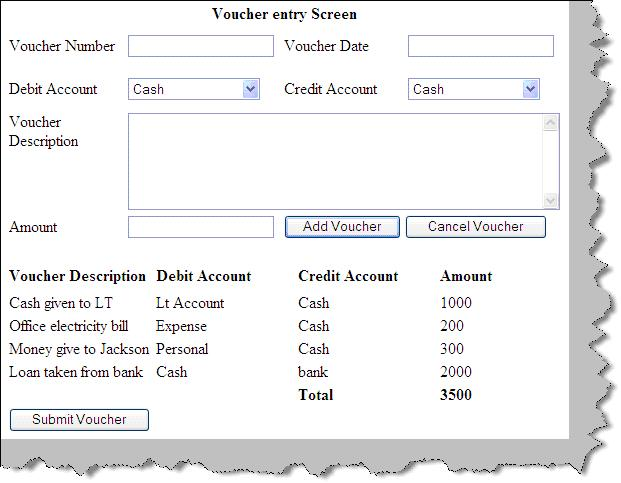 Voucher entry Screen
Voucher Number Voucher Date
Debit Account Cash Credit Account Cash
Voucher
Description
Amount Add Voucher Cancel Voucher
Voucher Description Debit Account Credit Account Amount
Cash given to LT Lt Account Cash 1000
Office electricity bill Expense Cash 200
Money give to Jackson Personal Cash 300
Loan taken from bank Cash bank 2000
Total 3500
Submit Voucher